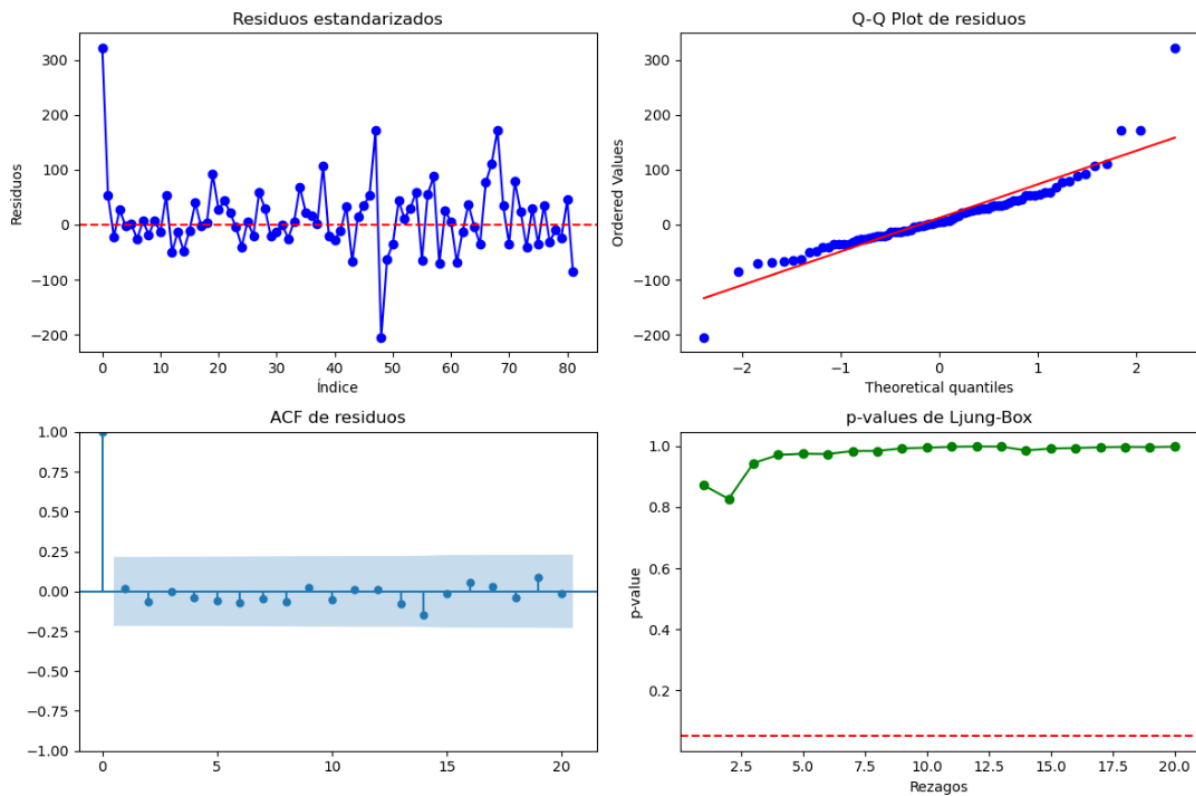 Residuos estandarizados
300
200
100
0
−100
−200
Residuos
0 10 20 30 40 50 60 70 80
Índice
Q-Q Plot de residuos
300
200
100
0
−100
−200
Ordered Values
−2 −1 0 1 2
Theoretical quantiles
ACF de residuos
1.00
0.75
0.50
0.25
0.00
−0.25
−0.50
−0.75
−1.00
0 5 10 15 20
p-values de Ljung-Box
1.0
0.8
0.6
0.4
0.2
p-value
2.5 5.0 7.5 10.0 12.5 15.0 17.5 20.0
Rezagos